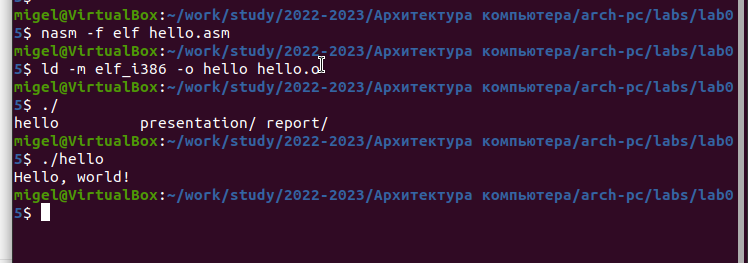 migel@VirtualBox:~/work/study/2022-2023/Архитектура компьютера/arch-pc/labs/lab0
5$ nasm -f elf hello.asm
migel@VirtualBox:~/work/study/2022-2023/Архитектура компьютера/arch-pc/labs/lab0
5$ ld -m elf_i386 -o hello hello.o
migel@VirtualBox:~/work/study/2022-2023/Архитектура компьютера/arch-pc/labs/lab0
5$ ./
hello         presentation/ report/
migel@VirtualBox:~/work/study/2022-2023/Архитектура компьютера/arch-pc/labs/lab0
5$ ./hello
Hello, world!
migel@VirtualBox:~/work/study/2022-2023/Архитектура компьютера/arch-pc/labs/lab0
5$